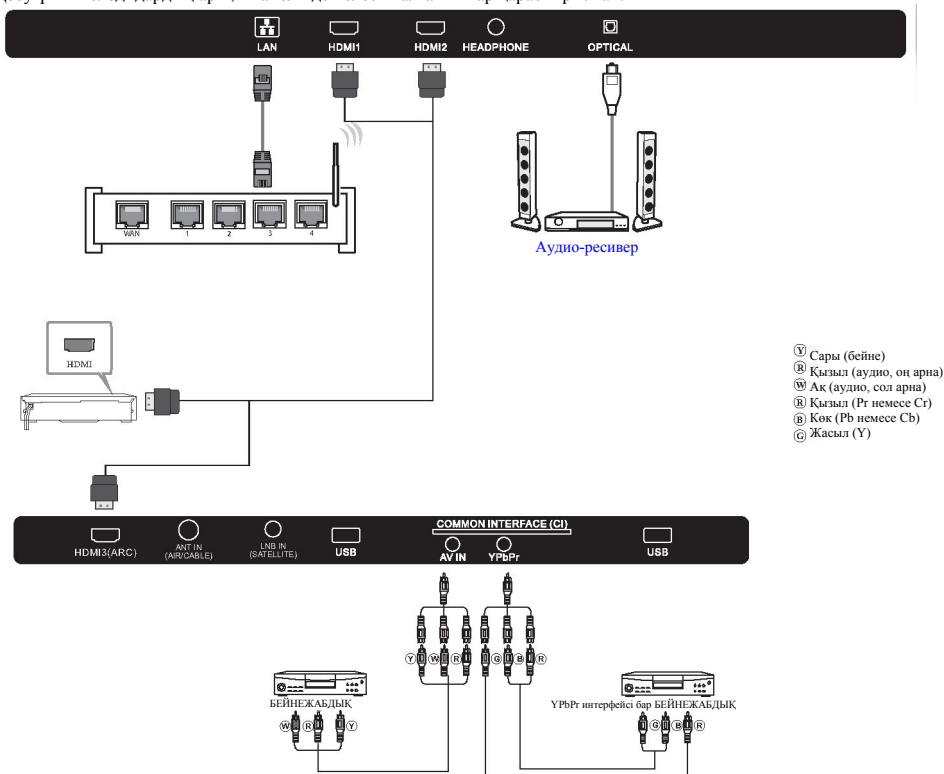 LAN HDMI1 HDMI2 HEADPHONE OPTICAL
WAN 1 2 3 4
Аудио-ресивер
HDMI
Ⓨ Сары (бейне)
Ⓡ Қызыл (аудио, оң арна)
Ⓦ Ақ (аудио, сол арна)
Ⓡ Қызыл (Pr немесе Cr)
Ⓑ Көк (Pb немесе Cb)
Ⓖ Жасыл (Y)
COMMON INTERFACE (CI)
HDMI3(ARC) ANT IN (AIR/CABLE) LNB IN (SATELLITE) USB AV IN YPbPr USB
Ⓨ Ⓦ Ⓡ Ⓖ Ⓑ Ⓡ
БЕЙНЕЖАБДЫҚ
YPbPr интерфейсі бар БЕЙНЕЖАБДЫҚ
Ⓦ Ⓡ Ⓨ Ⓖ Ⓑ Ⓡ